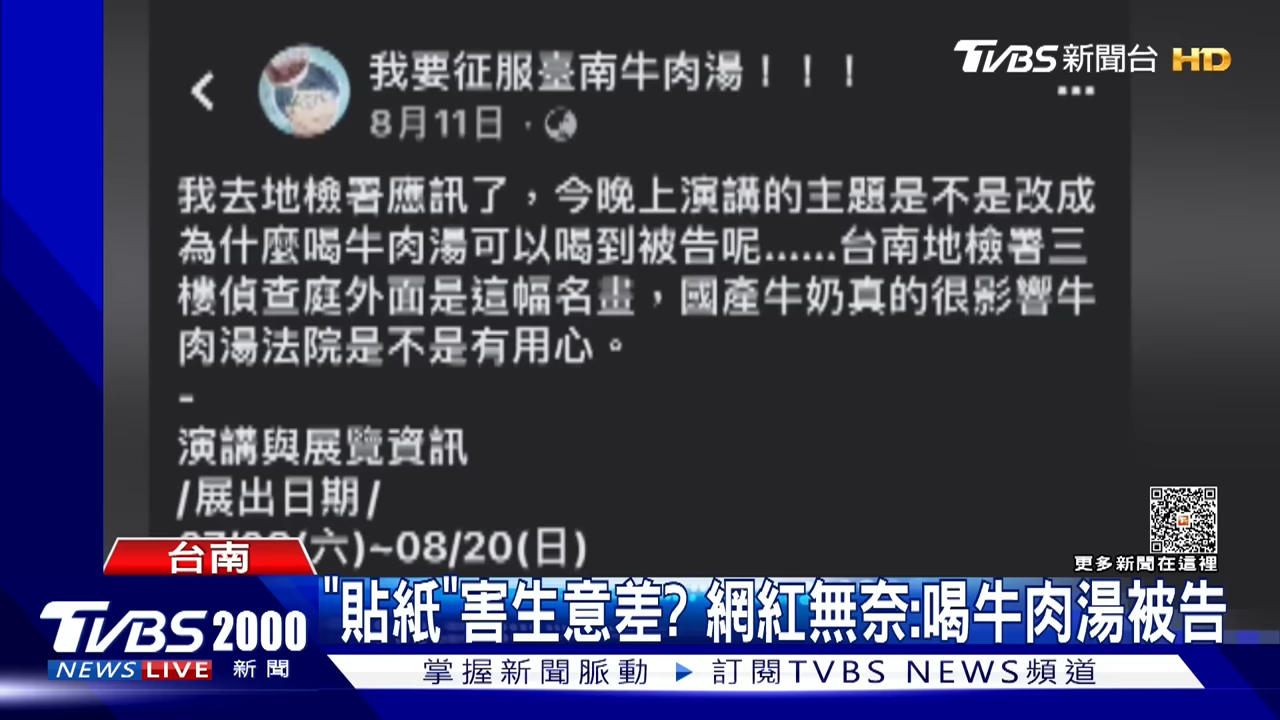 我要征服臺南牛肉湯！！！
8月11日
TVBS新聞台 HD
我去地檢署應訊了，今晚上演講的主題是不是改成
為什麼喝牛肉湯可以喝到被告呢......台南地檢署三
樓偵查庭外面是這幅名畫，國產牛奶真的很影響牛
肉湯法院是不是有用心。
-
演講與展覽資訊
/展出日期/
(六)~08/20(日)
更多新聞在這裡
台南
"貼紙"害生意差? 網紅無奈:喝牛肉湯被告
TVBS 2000
NEWS LIVE 新聞
掌握新聞脈動 ▶ 訂閱TVBS NEWS頻道